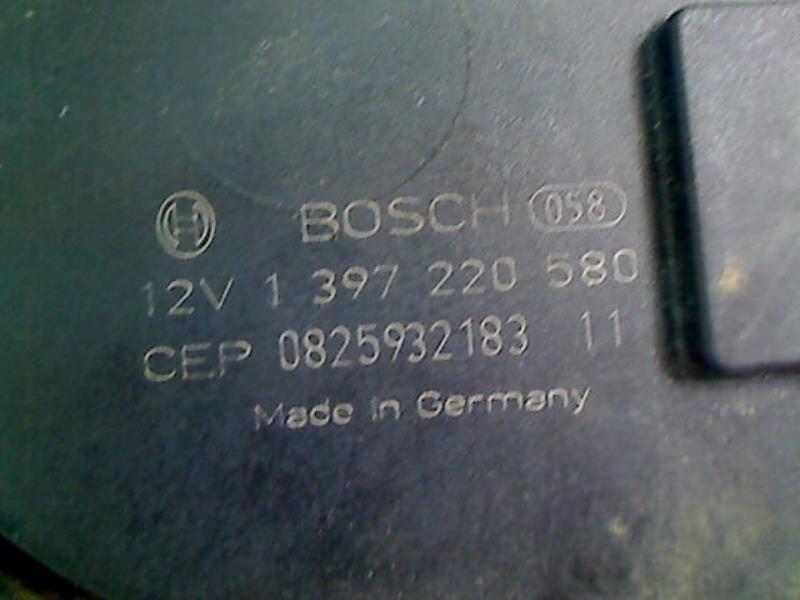 BOSCH 058
12V 1 397 220 580
CEP 0825932183 11
Made in Germany